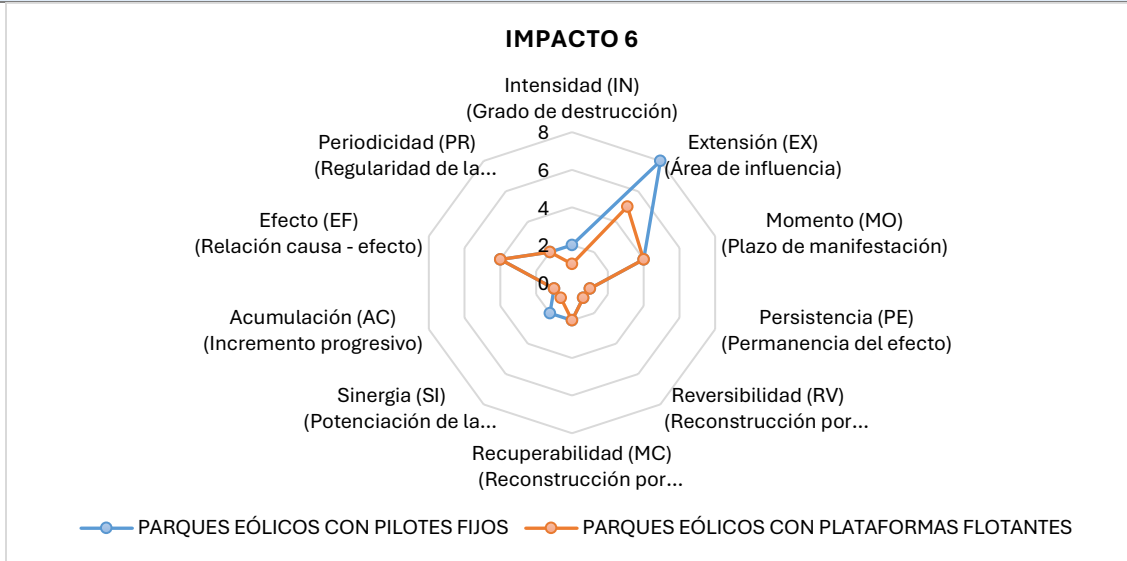 IMPACTO 6
Intensidad (IN)
(Grado de destrucción)
Extensión (EX)
(Área de influencia)
Momento (MO)
(Plazo de manifestación)
Persistencia (PE)
(Permanencia del efecto)
Reversibilidad (RV)
(Reconstrucción por...
Recuperabilidad (MC)
(Reconstrucción por...
Sinergia (SI)
(Potenciación de la...
Acumulación (AC)
(Incremento progresivo)
Efecto (EF)
(Relación causa - efecto)
Periodicidad (PR)
(Regularidad de la...
8
6
4
2
0
PARQUES EÓLICOS CON PILOTES FIJOS
PARQUES EÓLICOS CON PLATAFORMAS FLOTANTES